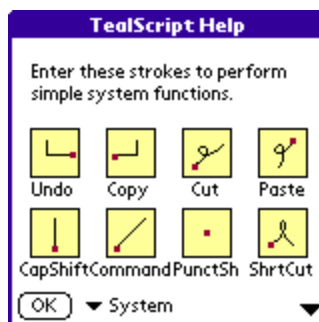 TealScript Help
Enter these strokes to perform
simple system functions.
Undo Copy Cut Paste
CapShift Command PunctSh ShrtCut
OK System